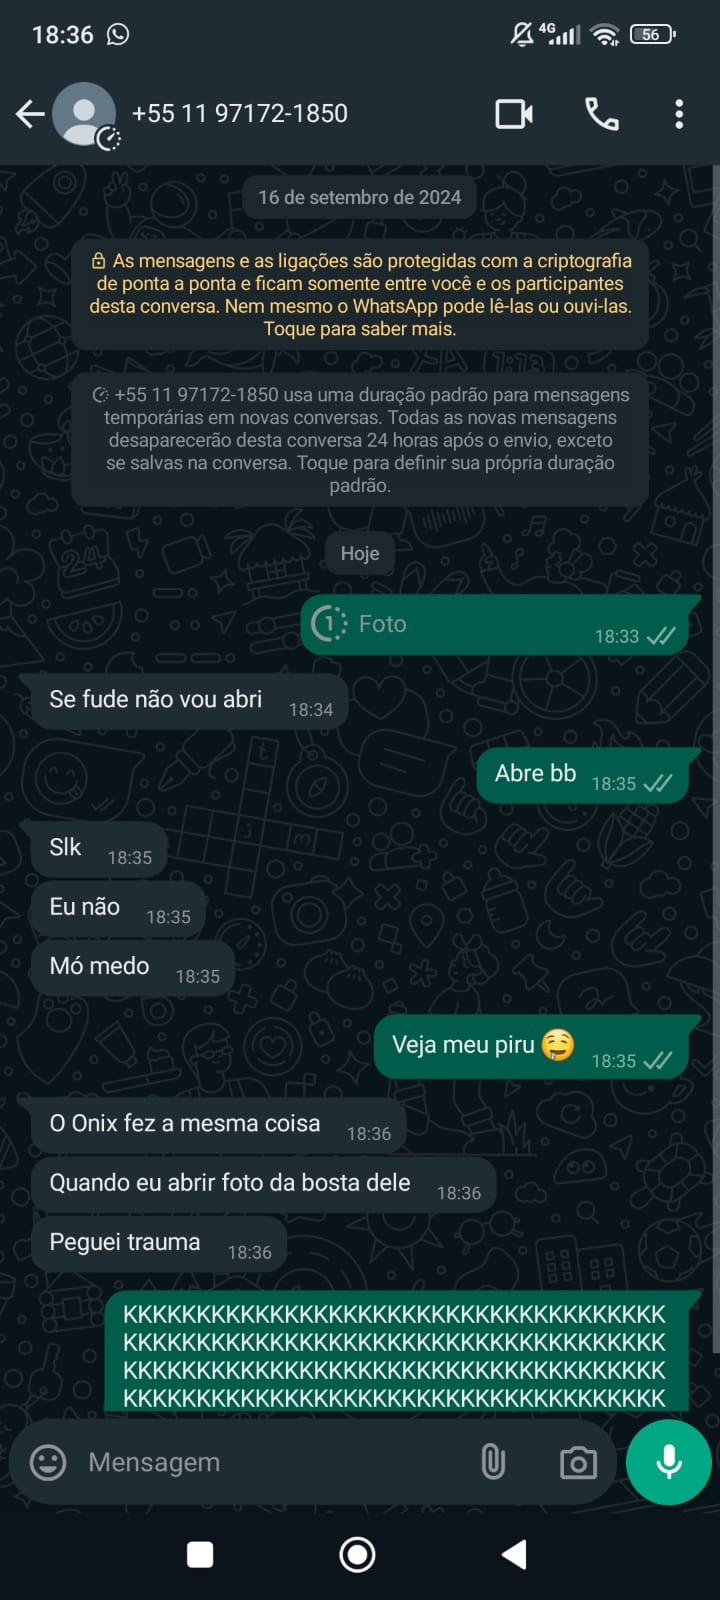 18:36
4G
56
+55 11 97172-1850
16 de setembro de 2024
As mensagens e as ligações são protegidas com a criptografia
de ponta a ponta e ficam somente entre você e os participantes
desta conversa. Nem mesmo o WhatsApp pode lê-las ou ouvi-las.
Toque para saber mais.
+55 11 97172-1850 usa uma duração padrão para mensagens
temporárias em novas conversas. Todas as novas mensagens
desaparecerão desta conversa 24 horas após o envio, exceto
se salvas na conversa. Toque para definir sua própria duração
padrão.
Hoje
1 Foto 18:33
Se fude não vou abri 18:34
Abre bb 18:35
Slk 18:35
Eu não 18:35
Mó medo 18:35
Veja meu piru 🤤 18:35
O Onix fez a mesma coisa 18:36
Quando eu abrir foto da bosta dele 18:36
Peguei trauma 18:36
KKKKKKKKKKKKKKKKKKKKKKKKKKKKKKKKKKKKK
KKKKKKKKKKKKKKKKKKKKKKKKKKKKKKKKKKKKK
KKKKKKKKKKKKKKKKKKKKKKKKKKKKKKKKKKKKK
KKKKKKKKKKKKKKKKKKKKKKKKKKKKKKKKKKKKK
Mensagem